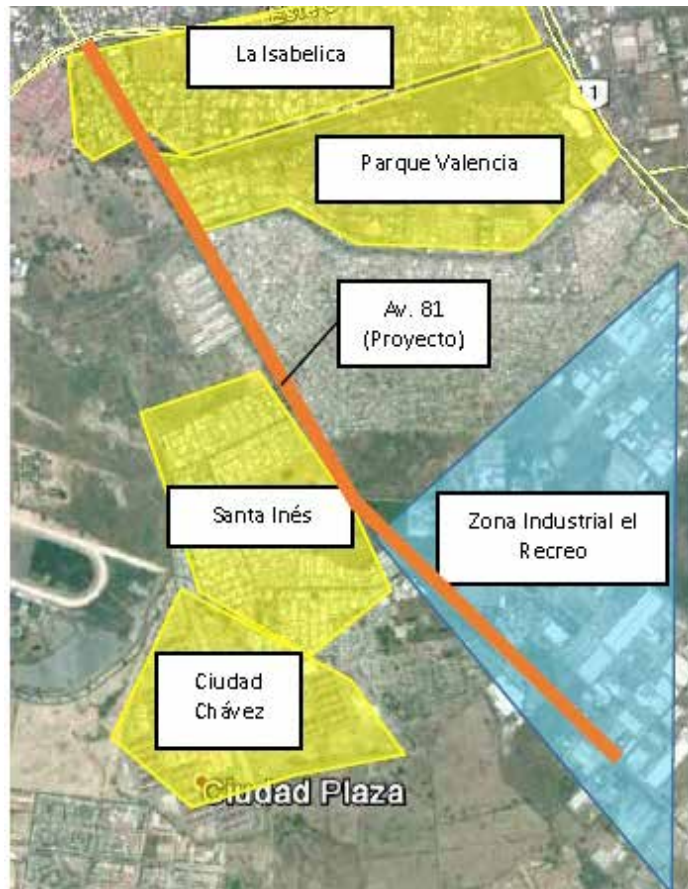 La Isabelica
11
Parque Valencia
Av. 81
(Proyecto)
Santa Inés
Zona Industrial el
Recreo
Ciudad
Chávez
Ciudad Plaza